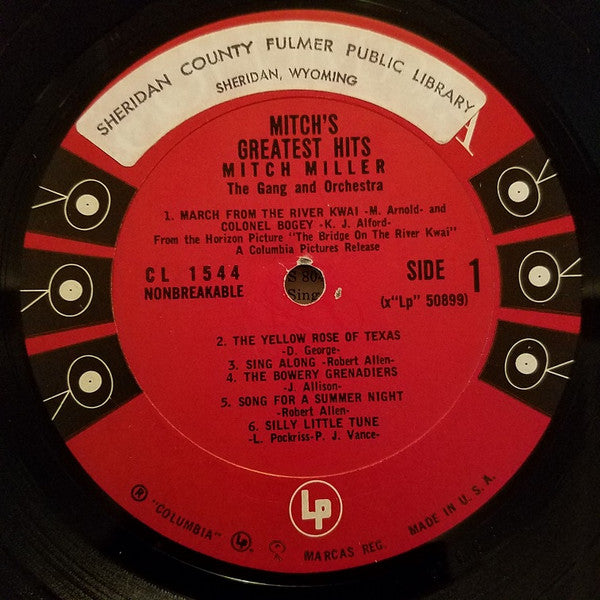 SHERIDAN COUNTY FULMER PUBLIC LIBRARY
SHERIDAN, WYOMING
A
MITCH'S
GREATEST HITS
MITCH MILLER
The Gang and Orchestra
1. MARCH FROM THE RIVER KWAI -M. Arnold- and
COLONEL BOGEY -K. J. Alford-
From the Horizon Picture "The Bridge On The River Kwai"
A Columbia Pictures Release
CL 1544
NONBREAKABLE
SIDE 1
(x"Lp" 50899)
Sing
2. THE YELLOW ROSE OF TEXAS
-D. George-
3. SING ALONG -Robert Allen-
4. THE BOWERY GRENADIERS
-J. Allison-
5. SONG FOR A SUMMER NIGHT
-Robert Allen-
6. SILLY LITTLE TUNE
-L. Pockriss-P. J. Vance-
Lp
® "COLUMBIA" Lp MARCAS REG. MADE IN U.S.A.